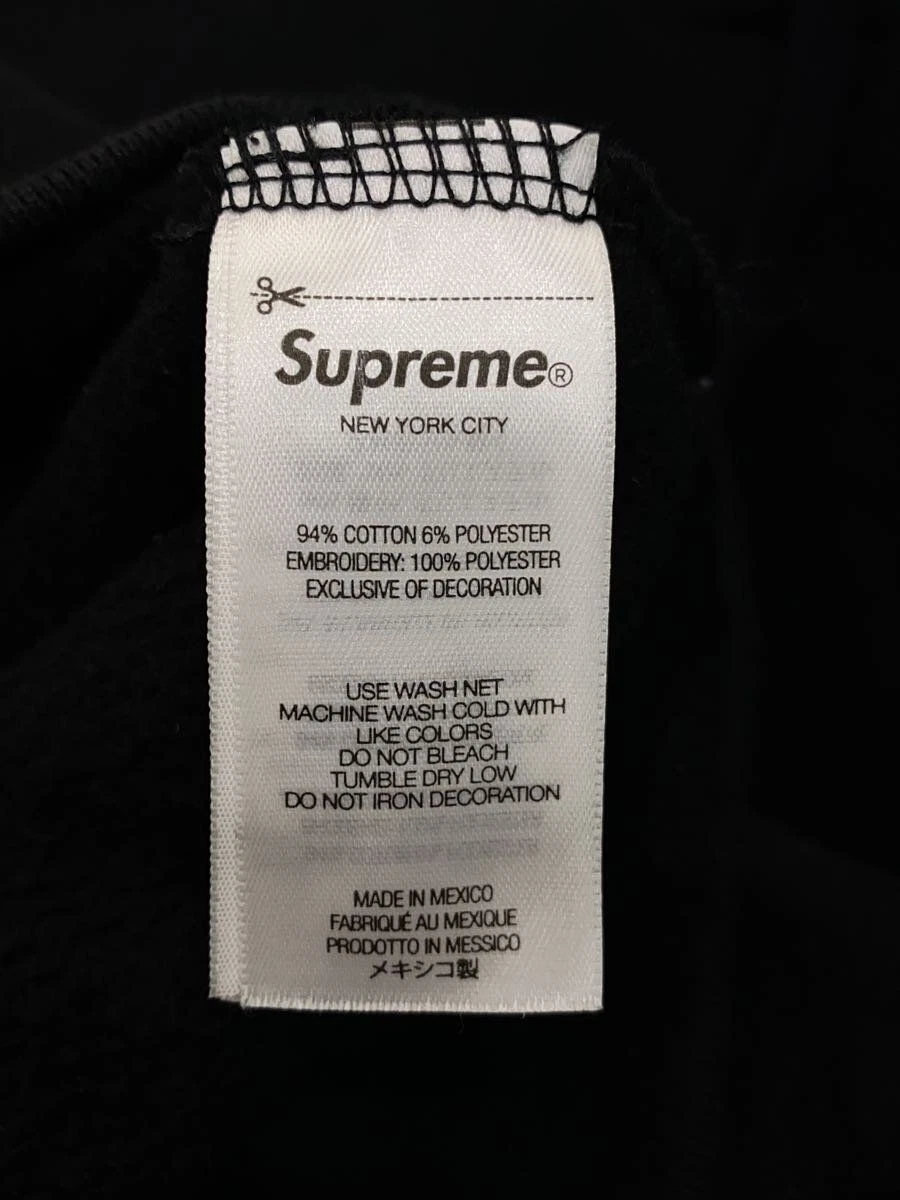 Supreme®
NEW YORK CITY
94% COTTON 6% POLYESTER
EMBROIDERY: 100% POLYESTER
EXCLUSIVE OF DECORATION
USE WASH NET
MACHINE WASH COLD WITH
LIKE COLORS
DO NOT BLEACH
TUMBLE DRY LOW
DO NOT IRON DECORATION
MADE IN MEXICO
FABRIQUÉ AU MEXIQUE
PRODOTTO IN MESSICO
メキシコ製